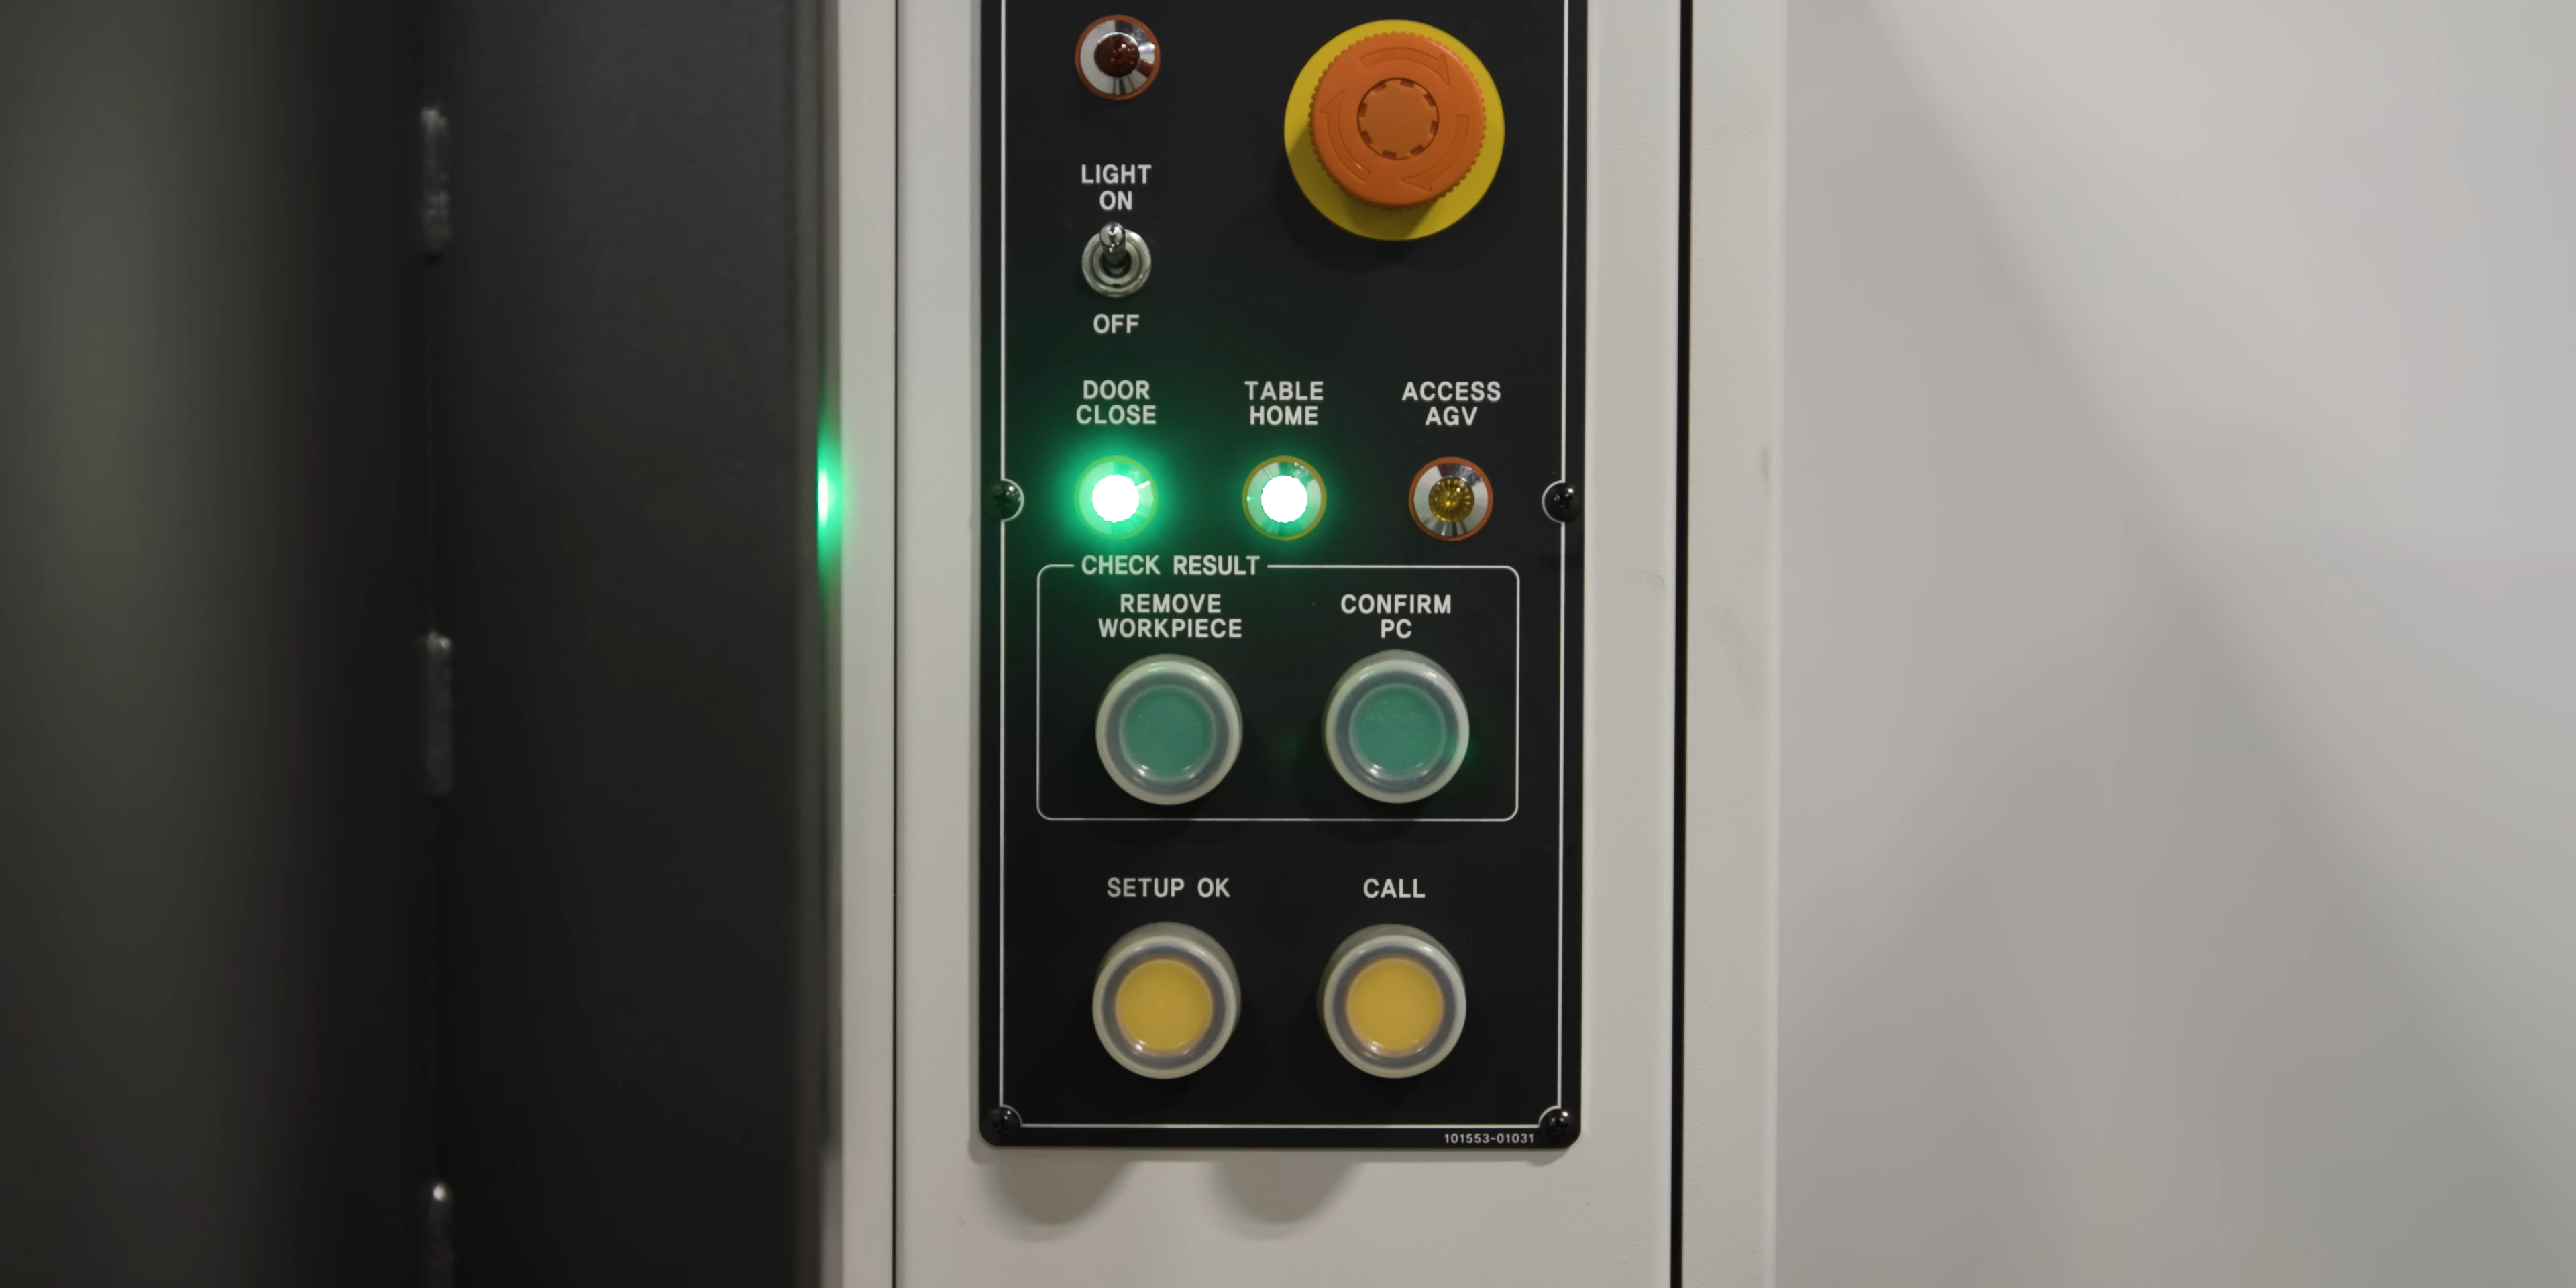 LIGHT
ON
OFF
DOOR
CLOSE
TABLE
HOME
ACCESS
AGV
CHECK RESULT
REMOVE
WORKPIECE
CONFIRM
PC
SETUP OK
CALL
101553-01031